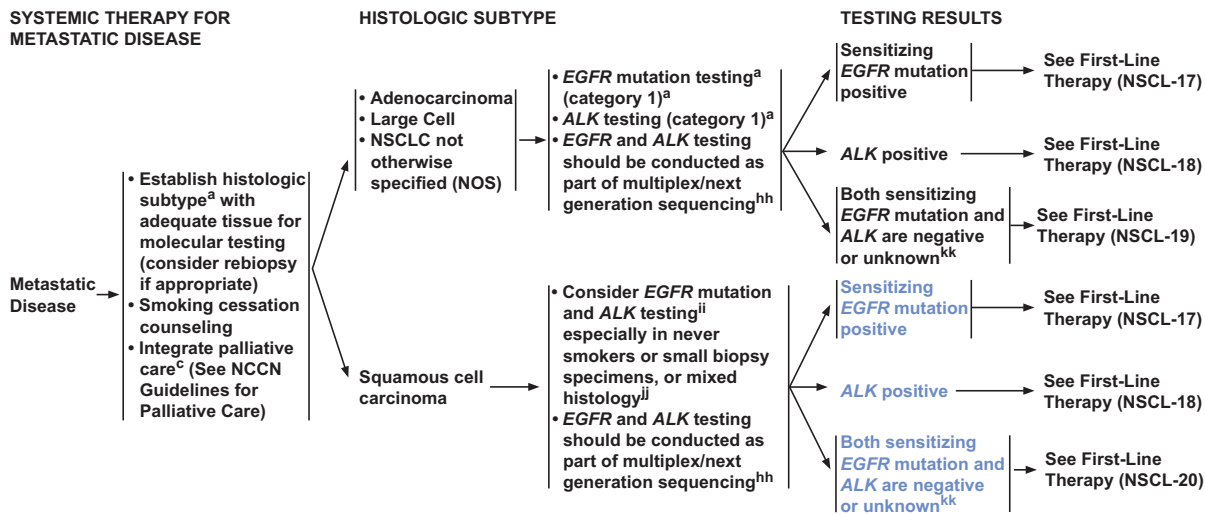 SYSTEMIC THERAPY FOR
METASTATIC DISEASE
HISTOLOGIC SUBTYPE
TESTING RESULTS
Metastatic
Disease
• Establish histologic
subtypeᵃ with
adequate tissue for
molecular testing
(consider rebiopsy
if appropriate)
• Smoking cessation
counseling
• Integrate palliative
careᶜ (See NCCN
Guidelines for
Palliative Care)
• Adenocarcinoma
• Large Cell
• NSCLC not
otherwise
specified (NOS)
• EGFR mutation testingᵃ
(category 1)ᵃ
• ALK testing (category 1)ᵃ
• EGFR and ALK testing
should be conducted as
part of multiplex/next
generation sequencingʰʰ
Sensitizing
EGFR mutation
positive
See First-Line
Therapy (NSCL-17)
ALK positive
See First-Line
Therapy (NSCL-18)
Both sensitizing
EGFR mutation and
ALK are negative
or unknownᵏᵏ
See First-Line
Therapy (NSCL-19)
Squamous cell
carcinoma
• Consider EGFR mutation
and ALK testingⁱⁱ
especially in never
smokers or small biopsy
specimens, or mixed
histologyʲʲ
• EGFR and ALK testing
should be conducted as
part of multiplex/next
generation sequencingʰʰ
Sensitizing
EGFR mutation
positive
See First-Line
Therapy (NSCL-17)
ALK positive
See First-Line
Therapy (NSCL-18)
Both sensitizing
EGFR mutation and
ALK are negative
or unknownᵏᵏ
See First-Line
Therapy (NSCL-20)